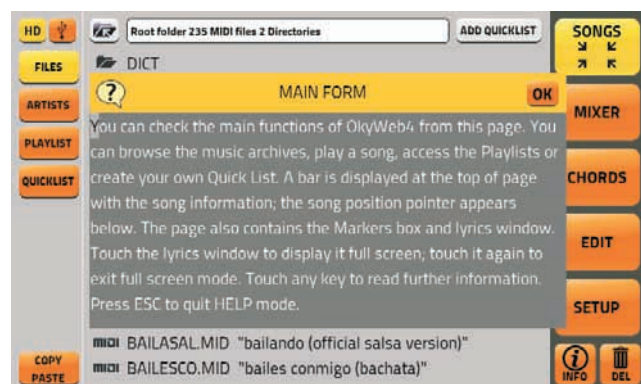 HD
Root folder 235 MIDI files 2 Directories
ADD QUICKLIST
SONGS
FILES
DICT
? MAIN FORM OK
ARTISTS
MIXER
You can check the main functions of OkyWeb4 from this page. You
can browse the music archives, play a song, access the Playlists or
create your own Quick List. A bar is displayed at the top of page
with the song information; the song position pointer appears
below. The page also contains the Markers box and lyrics window.
Touch the lyrics window to display it full screen; touch it again to
exit full screen mode. Touch any key to read further information.
Press ESC to quit HELP mode.
PLAYLIST
QUICKLIST
CHORDS
EDIT
SETUP
MIDI BAILASAL.MID "bailando (official salsa version)"
MIDI BAILESCO.MID "bailes conmigo (bachata)"
COPY
PASTE
INFO
DEL